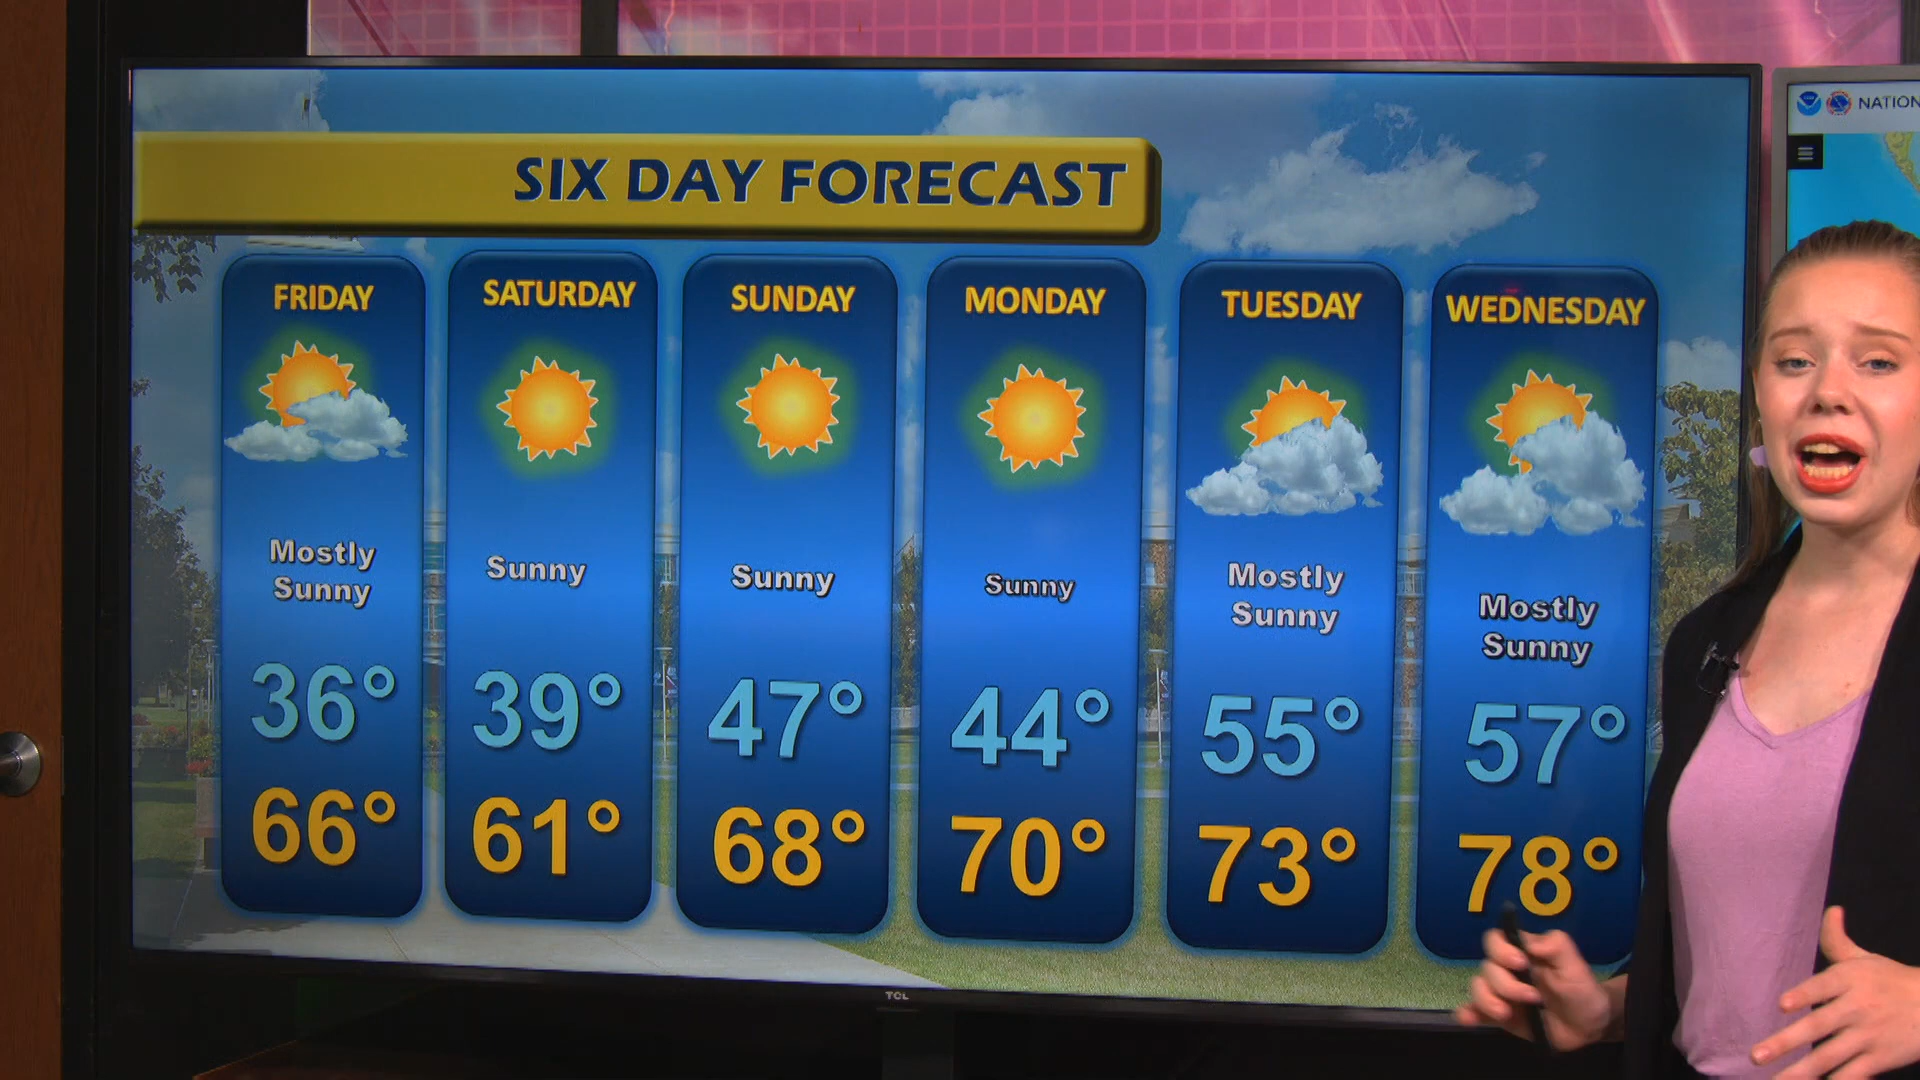 NATION
SIX DAY FORECAST
FRIDAY
Mostly
Sunny
36°
66°
SATURDAY
Sunny
39°
61°
SUNDAY
Sunny
47°
68°
MONDAY
Sunny
44°
70°
TUESDAY
Mostly
Sunny
55°
73°
WEDNESDAY
Mostly
Sunny
57°
78°
TCL